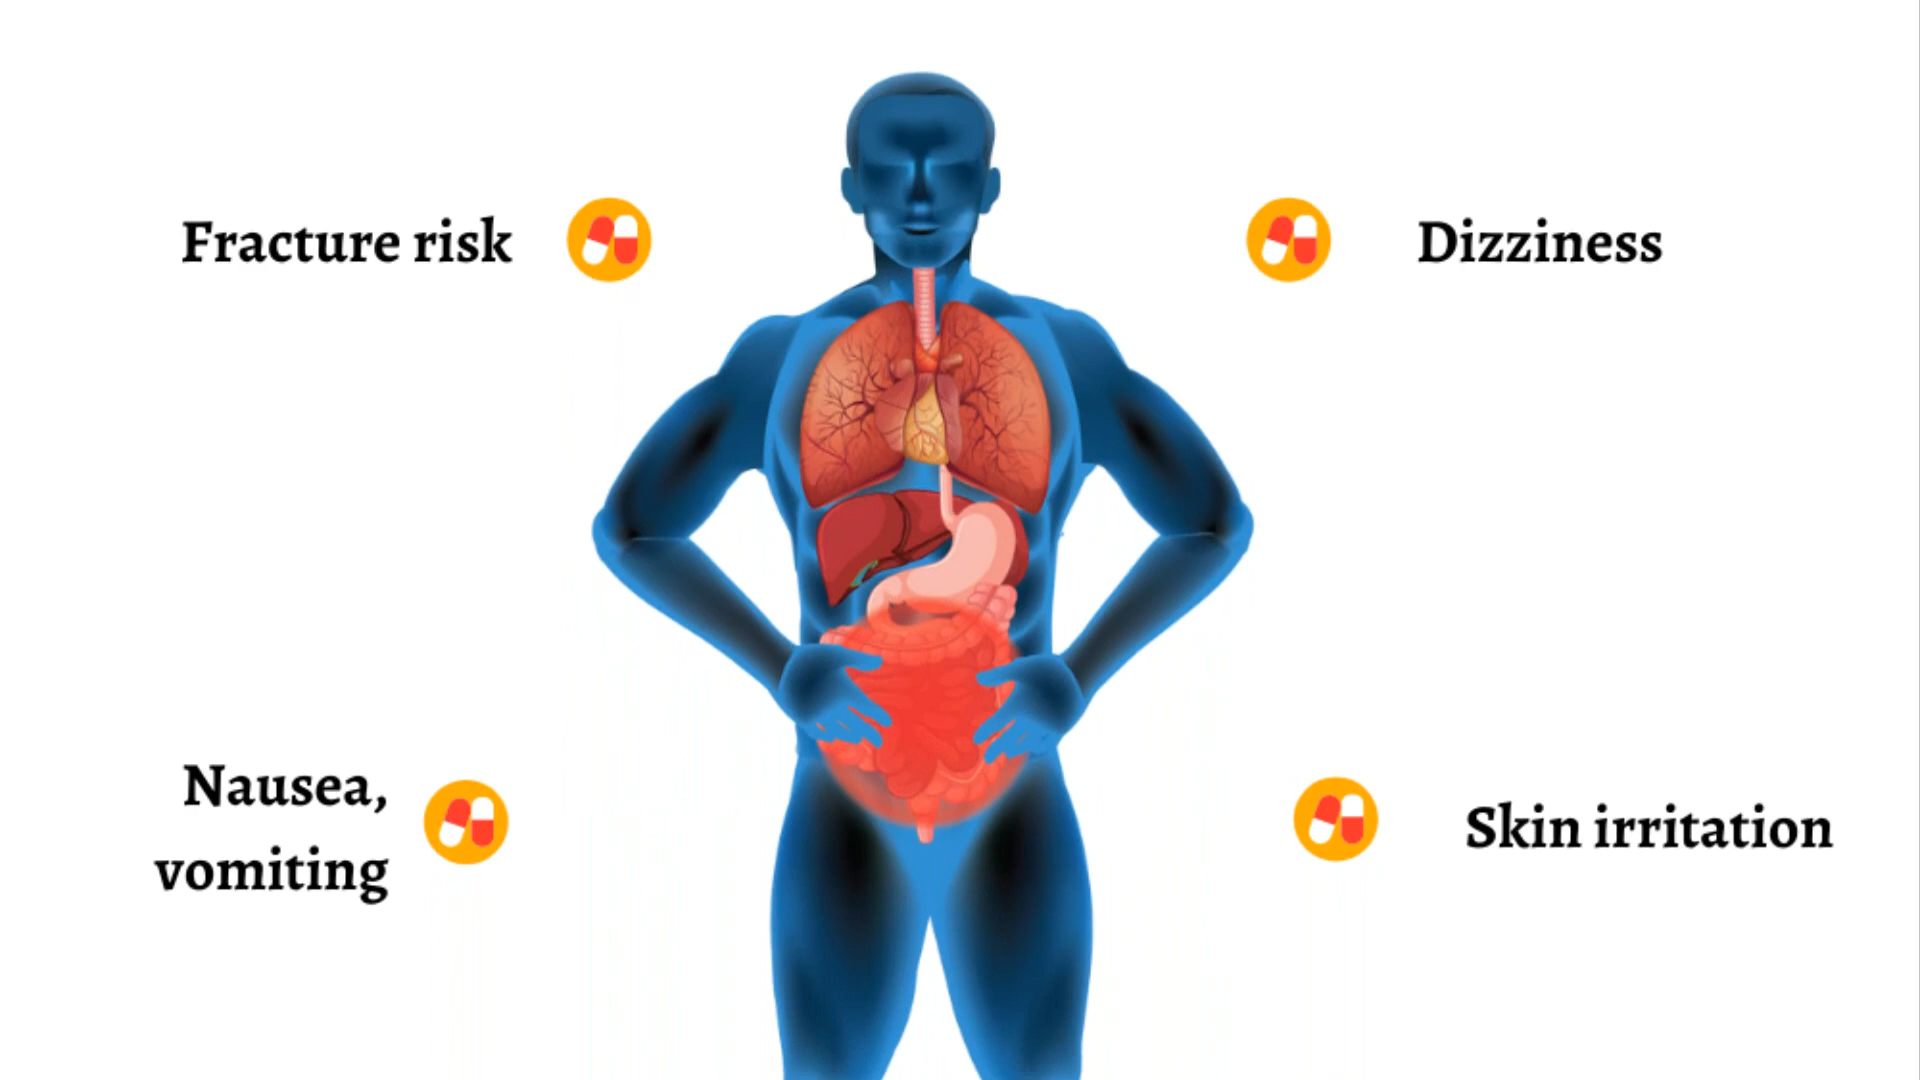 Fracture risk
Dizziness
Nausea,
vomiting
Skin irritation